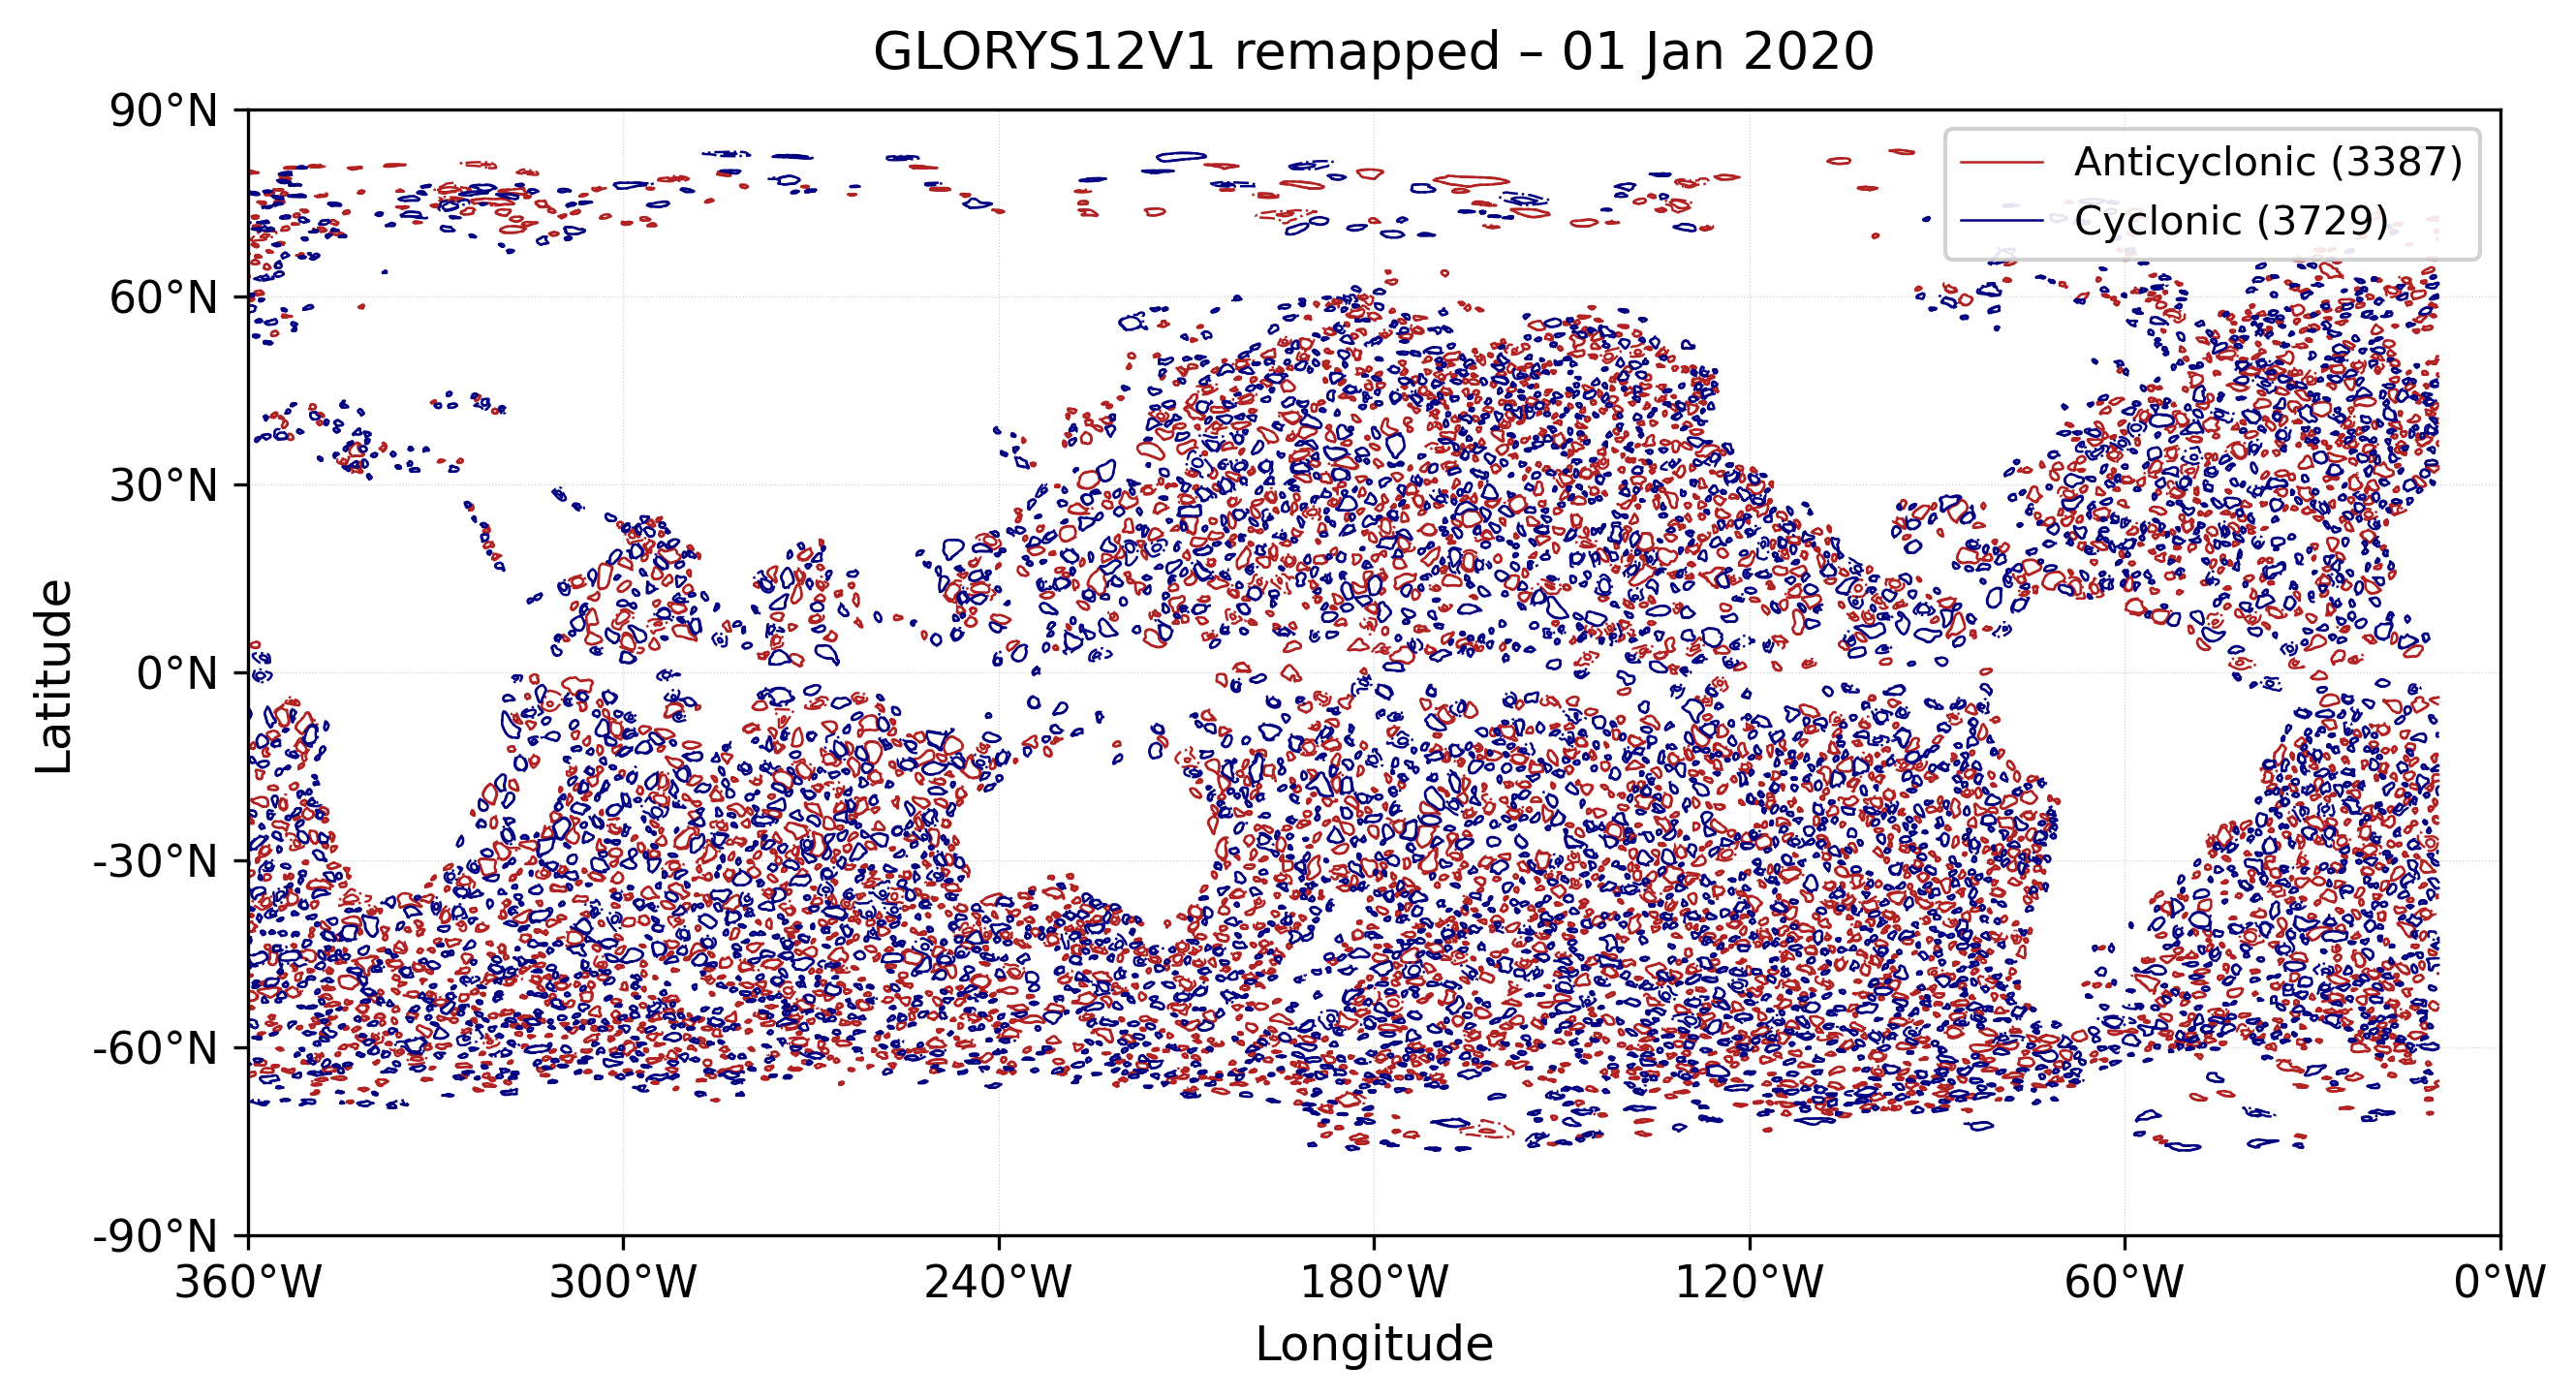 GLORYS12V1 remapped – 01 Jan 2020
Anticyclonic (3387)
Cyclonic (3729)
90°N
60°N
30°N
0°N
-30°N
-60°N
-90°N
Latitude
360°W
300°W
240°W
180°W
120°W
60°W
0°W
Longitude